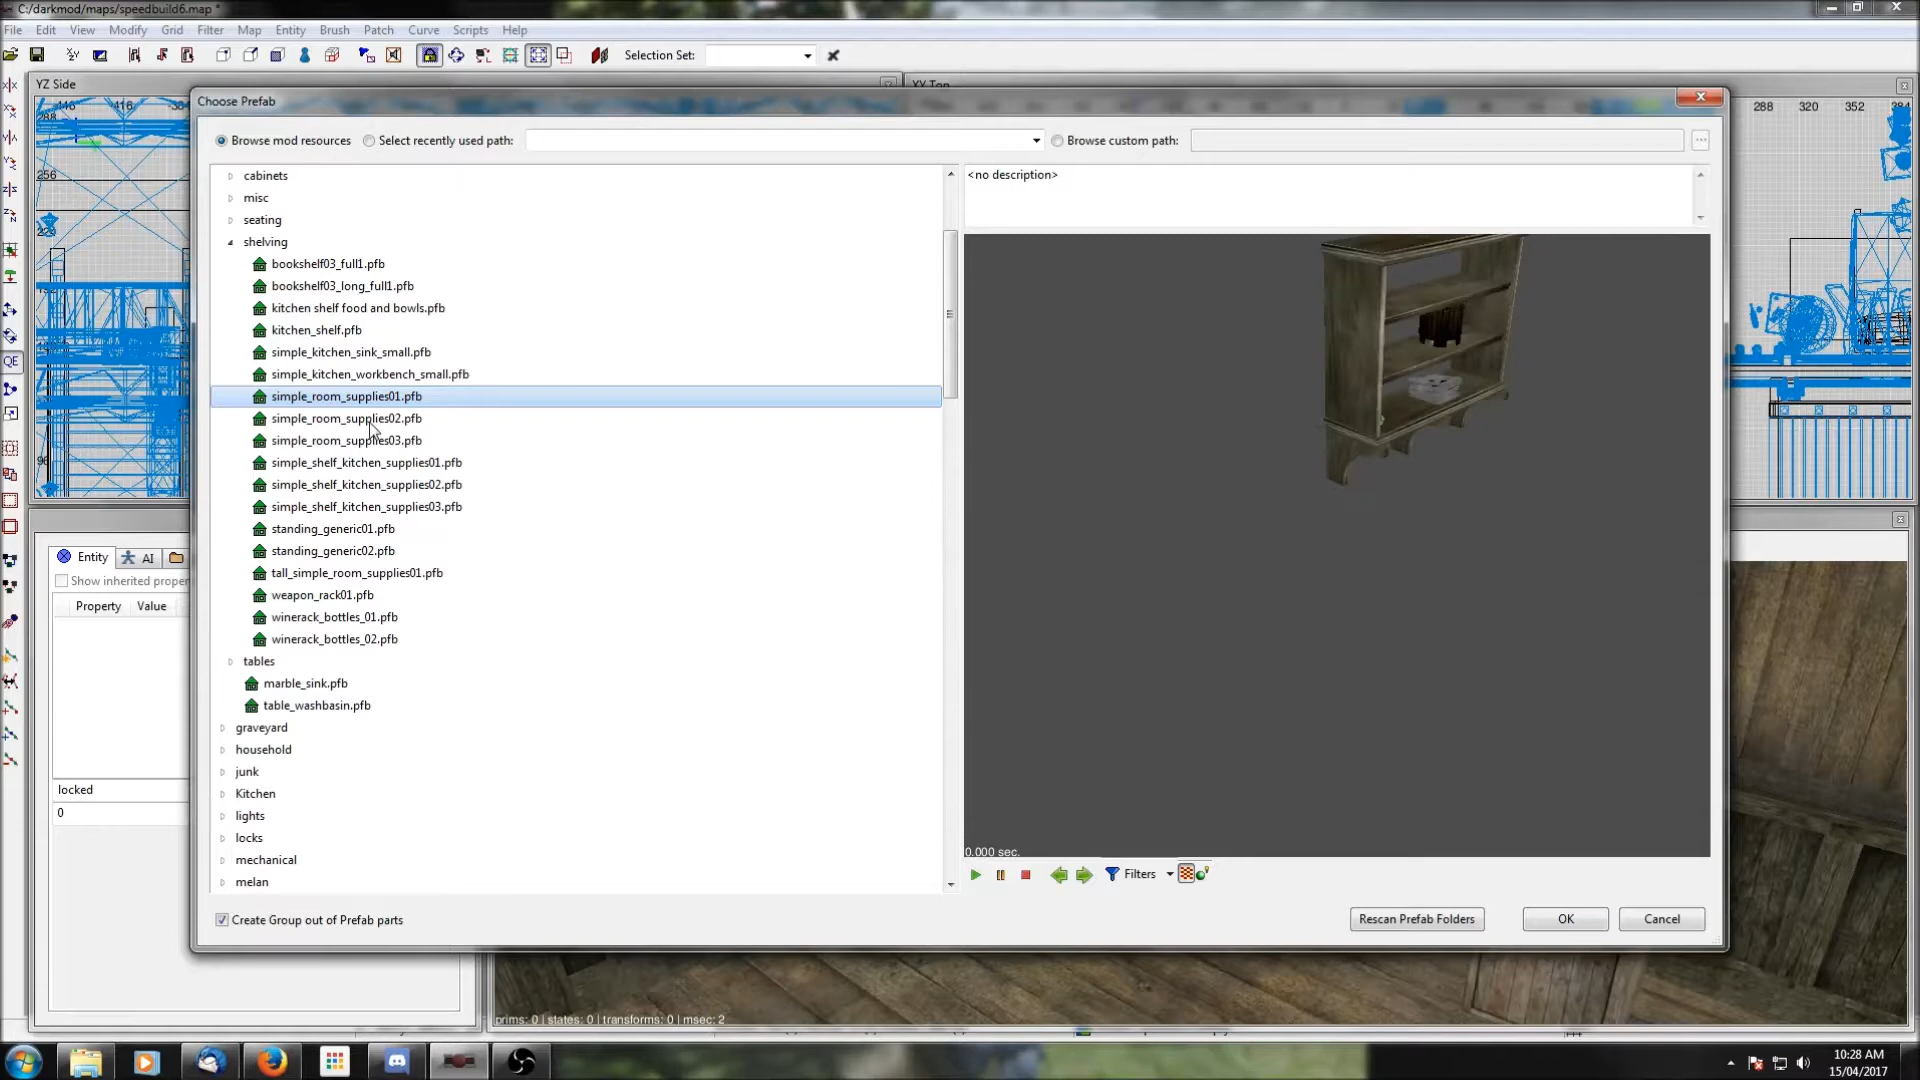 C:/darkmod/maps/speedbuild6.map *
File Edit View Modify Grid Filter Map Entity Brush Patch Curve Scripts Help
Selection Set:
YZ Side
XY Top
Choose Prefab
Browse mod resources
Select recently used path:
Browse custom path:
cabinets
misc
seating
shelving
bookshelf03_full1.pfb
bookshelf03_long_full1.pfb
kitchen shelf food and bowls.pfb
kitchen_shelf.pfb
simple_kitchen_sink_small.pfb
simple_kitchen_workbench_small.pfb
simple_room_supplies01.pfb
simple_room_supplies02.pfb
simple_room_supplies03.pfb
simple_shelf_kitchen_supplies01.pfb
simple_shelf_kitchen_supplies02.pfb
simple_shelf_kitchen_supplies03.pfb
standing_generic01.pfb
standing_generic02.pfb
tall_simple_room_supplies01.pfb
weapon_rack01.pfb
winerack_bottles_01.pfb
winerack_bottles_02.pfb
tables
marble_sink.pfb
table_washbasin.pfb
graveyard
household
junk
Kitchen
lights
locks
mechanical
melan
<no description>
0.000 sec.
Filters
Create Group out of Prefab parts
Rescan Prefab Folders
OK
Cancel
416
256
288 320 352 384
QE
Entity
AI
Show inherited proper
Property Value
locked
0
prims: 0 | states: 0 | transforms: 0 | msec: 2
10:28 AM
15/04/2017